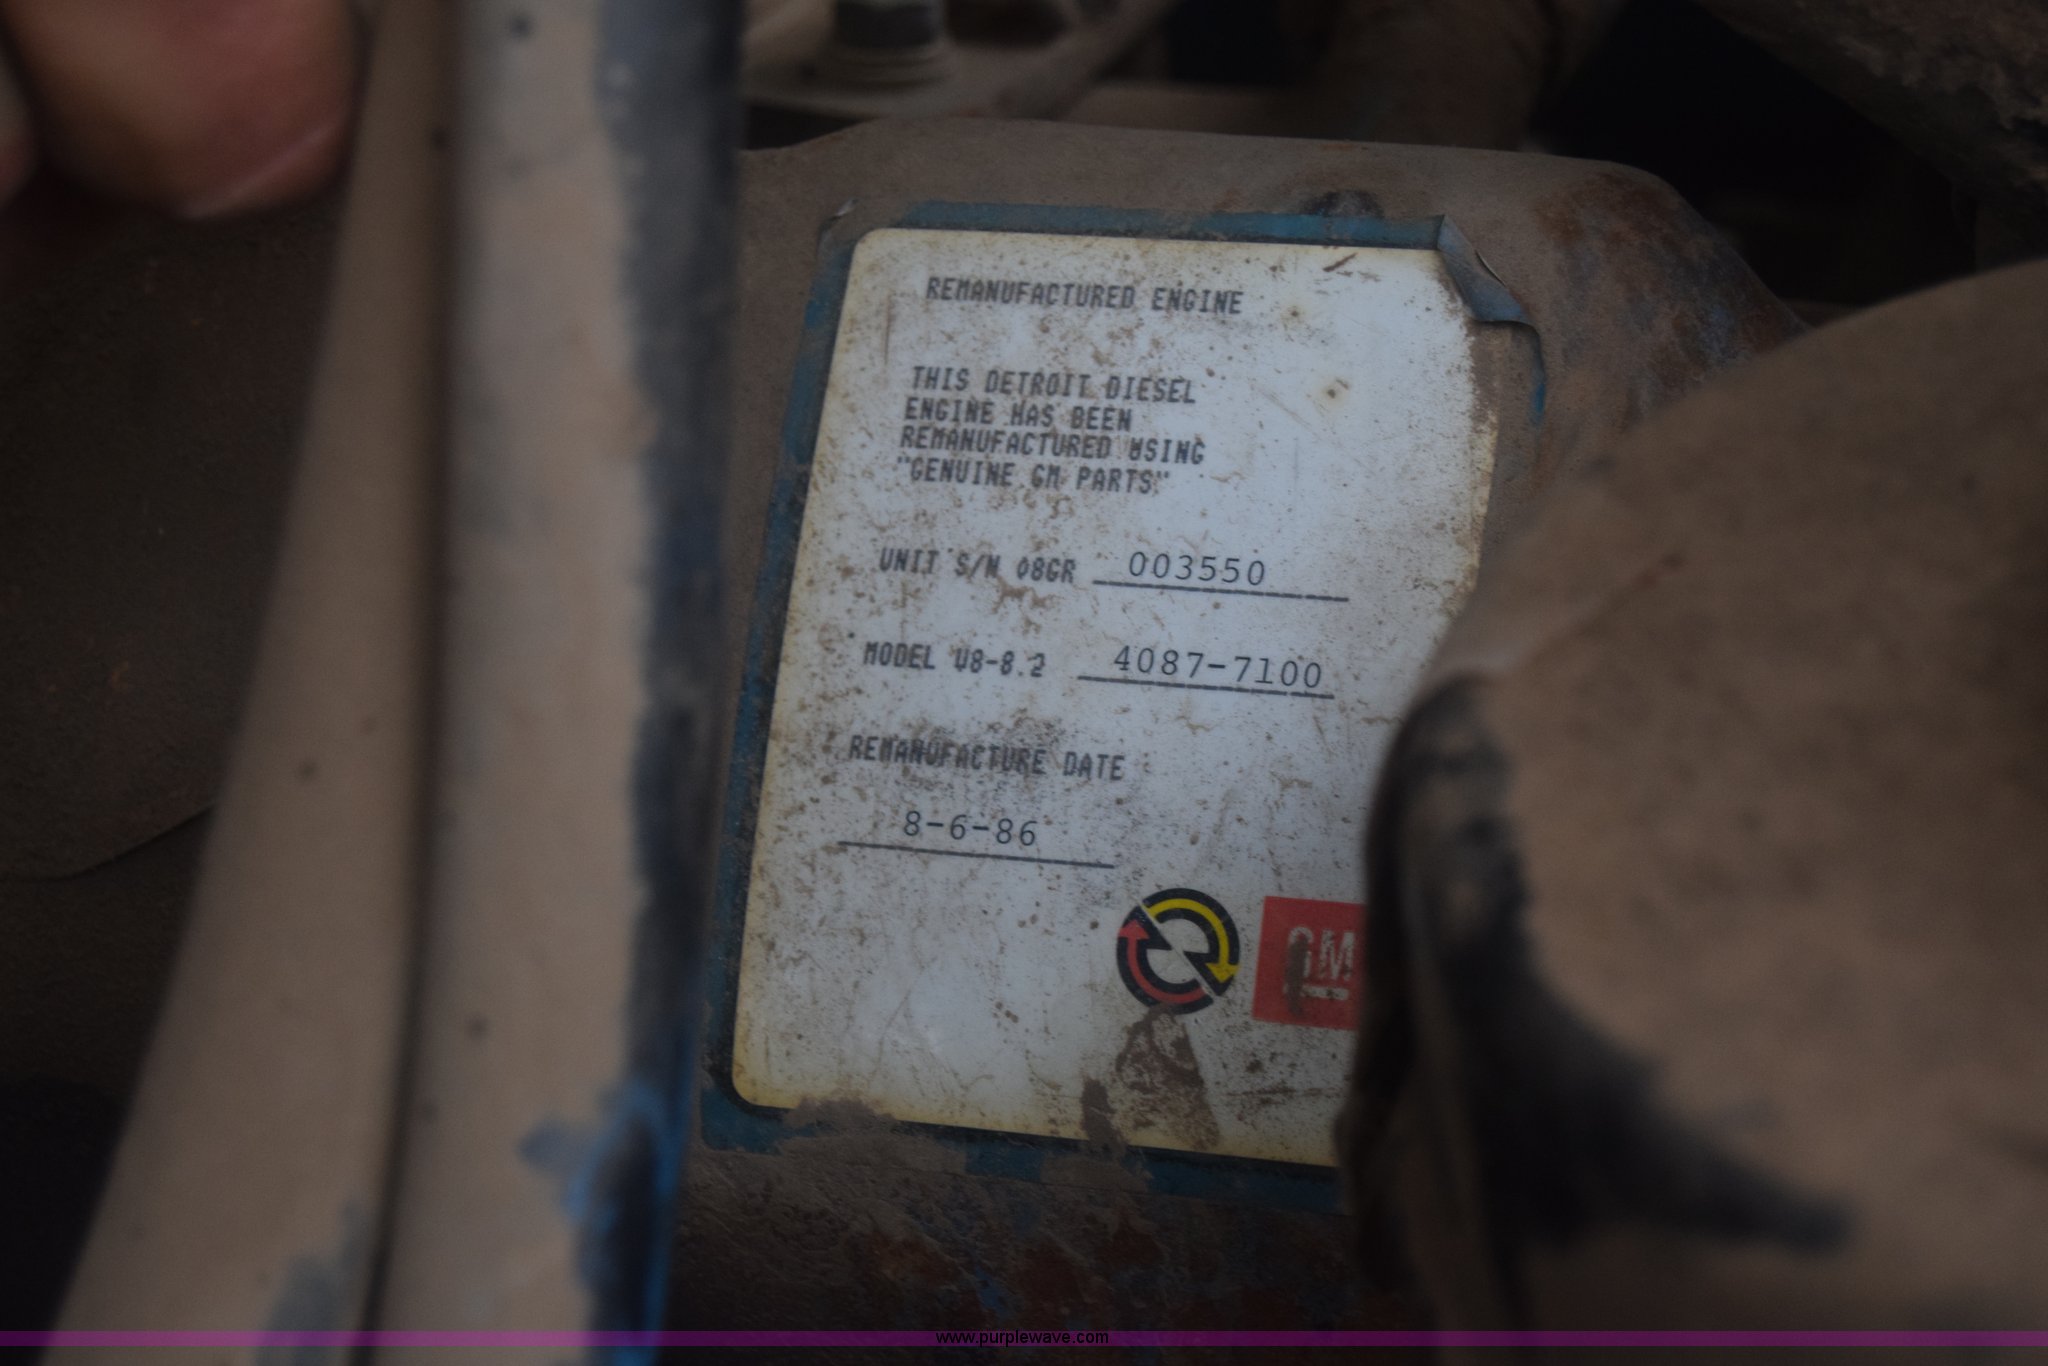 REMANUFACTURED ENGINE
THIS DETROIT DIESEL
ENGINE HAS BEEN
REMANUFACTURED USING
"GENUINE GM PARTS"
UNIT S/N 08GR 003550
MODEL V8-8.2 4087-7100
REMANUFACTURE DATE
8-6-86
GM
www.purplewave.com